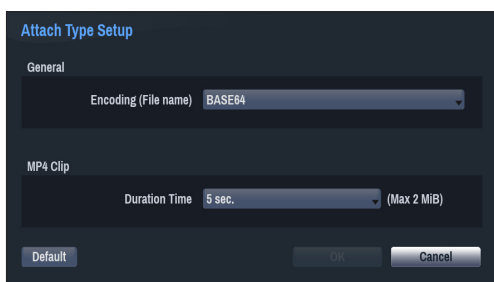 Attach Type Setup
General
Encoding (File name) BASE64
MP4 Clip
Duration Time 5 sec. (Max 2 MiB)
Default OK Cancel